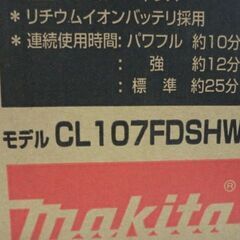 * リチウムイオンバッテリ採用
* 連続使用時間: パワフル 約10分
: 強 約12分
: 標準 約25分
モデル CL107FDSHW
makita